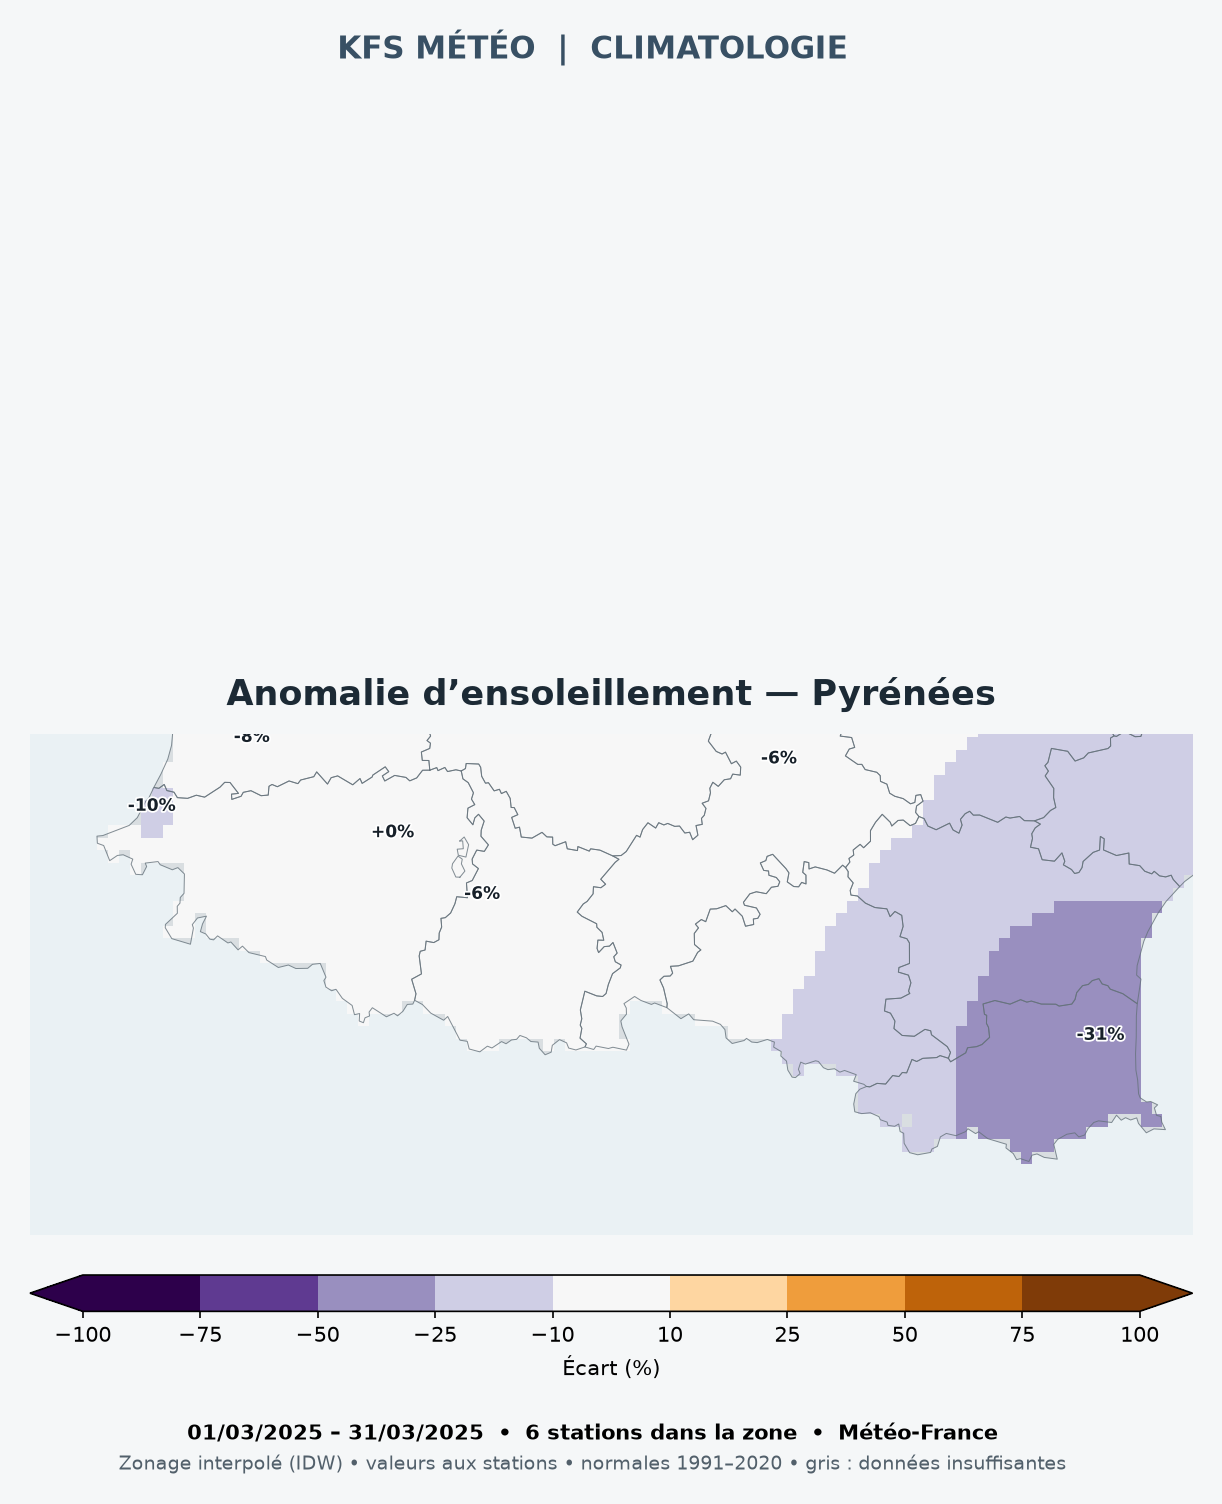 KFS MÉTÉO | CLIMATOLOGIE
Anomalie d’ensoleillement — Pyrénées
-8%
-6%
-10%
+0%
-6%
-31%
−100 −75 −50 −25 −10 10 25 50 75 100
Écart (%)
01/03/2025 – 31/03/2025 • 6 stations dans la zone • Météo-France
Zonage interpolé (IDW) • valeurs aux stations • normales 1991–2020 • gris : données insuffisantes